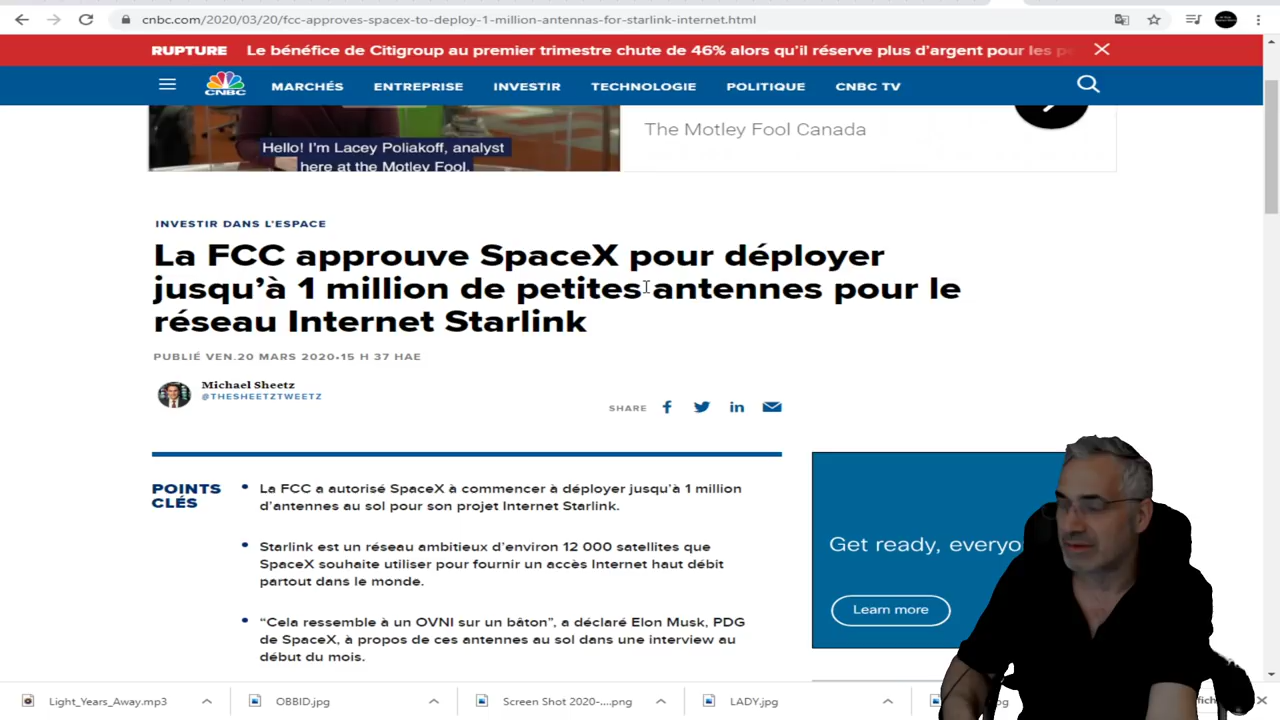 cnbc.com/2020/03/20/fcc-approves-spacex-to-deploy-1-million-antennas-for-starlink-internet.html
RUPTURE Le bénéfice de Citigroup au premier trimestre chute de 46% alors qu'il réserve plus d'argent pour les
CNBC MARCHÉS ENTREPRISE INVESTIR TECHNOLOGIE POLITIQUE CNBC TV
Hello! I'm Lacey Poliakoff, analyst
here at the Motley Fool.
The Motley Fool Canada
INVESTIR DANS L'ESPACE
La FCC approuve SpaceX pour déployer
jusqu'à 1 million de petites antennes pour le
réseau Internet Starlink
PUBLIÉ VEN.20 MARS 2020•15 H 37 HAE
Michael Sheetz
@THESHEETZTWEETZ
SHARE
POINTS
CLÉS
La FCC a autorisé SpaceX à commencer à déployer jusqu'à 1 million
d'antennes au sol pour son projet Internet Starlink.
Starlink est un réseau ambitieux d'environ 12 000 satellites que
SpaceX souhaite utiliser pour fournir un accès Internet haut débit
partout dans le monde.
"Cela ressemble à un OVNI sur un bâton", a déclaré Elon Musk, PDG
de SpaceX, à propos de ces antennes au sol dans une interview au
début du mois.
Get ready, everyo
Learn more
Light_Years_Away.mp3 OBBID.jpg Screen Shot 2020-....png LADY.jpg